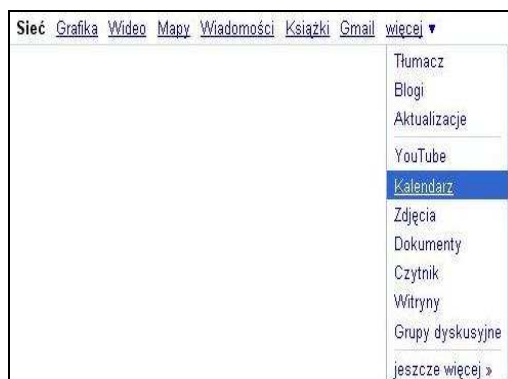 Sieć Grafika Wideo Mapy Wiadomości Książki Gmail więcej ▼
Tłumacz
Blogi
Aktualizacje
YouTube
Kalendarz
Zdjęcia
Dokumenty
Czytnik
Witryny
Grupy dyskusyjne
jeszcze więcej »